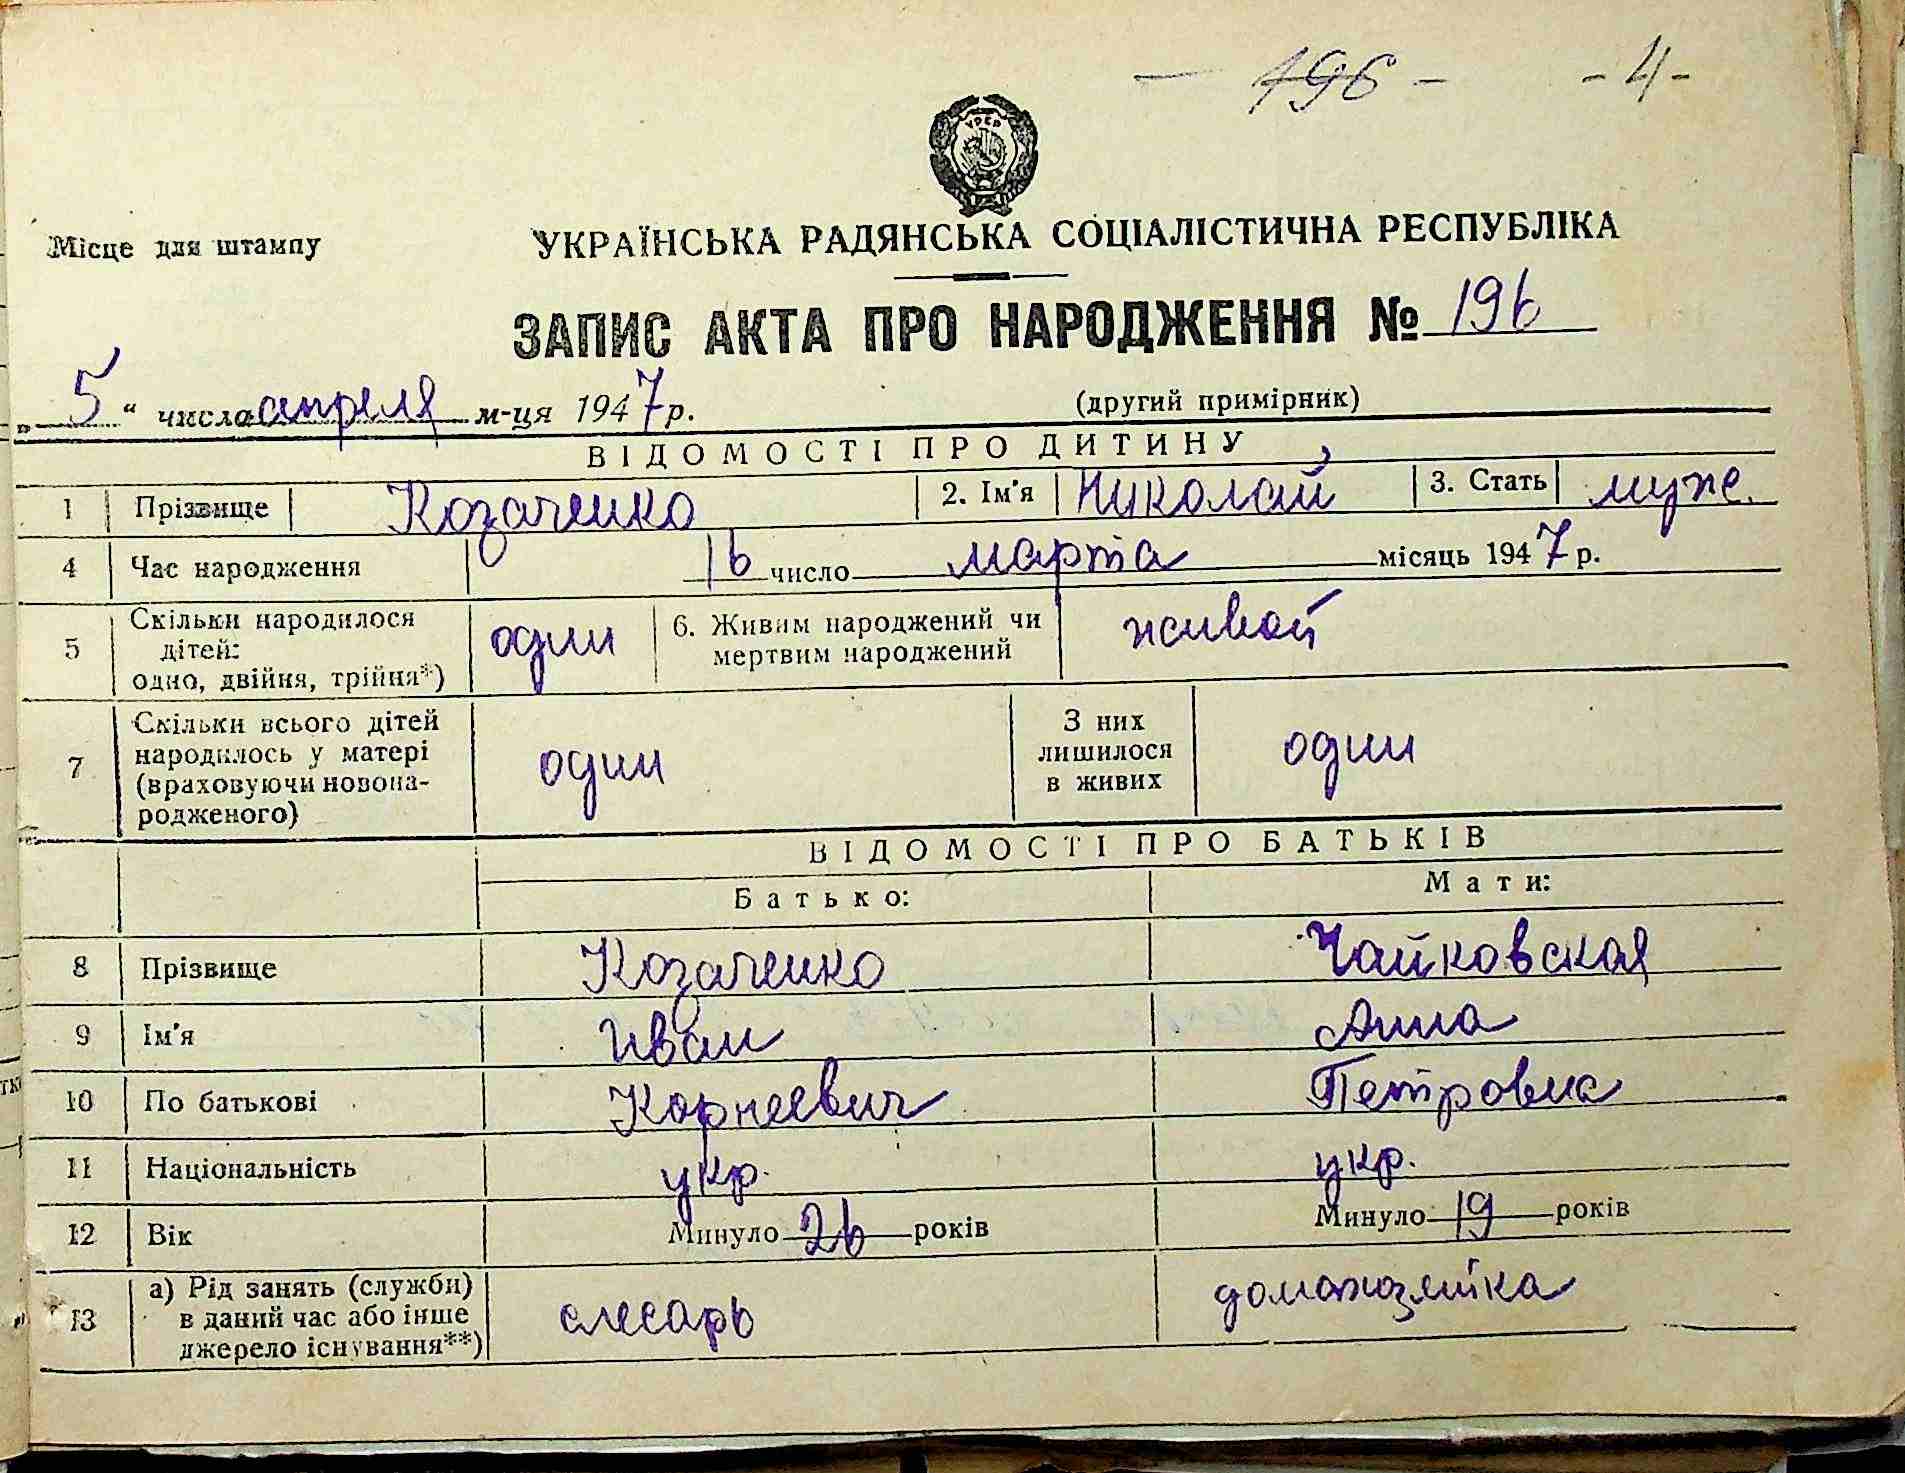 — 196 — - 4 -
УРСР
Місце для штампу
УКРАЇНСЬКА РАДЯНСЬКА СОЦІАЛІСТИЧНА РЕСПУБЛІКА
ЗАПИС АКТА ПРО НАРОДЖЕННЯ № 196
„ 5 “ числа апреля м-ця 1947 р. (другий примірник)
ВІДОМОСТІ ПРО ДИТИНУ
1 Прізвище Козаченко 2. Ім'я Николай 3. Стать муже.
4 Час народження 16 число марта місяць 1947 р.
5 Скільки народилося дітей: одно, двійня, трійня*) один 6. Живим народжений чи мертвим народжений живой
7 Скільки всього дітей народилось у матері (враховуючи новона-родженого) один З них лишилося в живих один
ВІДОМОСТІ ПРО БАТЬКІВ
Батько: Мати:
8 Прізвище Козаченко Чайковская
9 Ім'я Иван Анна
10 По батькові Корнеевич Петровна
11 Національність укр. укр.
12 Вік Минуло 26 років Минуло 19 років
13 а) Рід занять (служби) в даний час або інше джерело існування**) слесарь домохозяйка